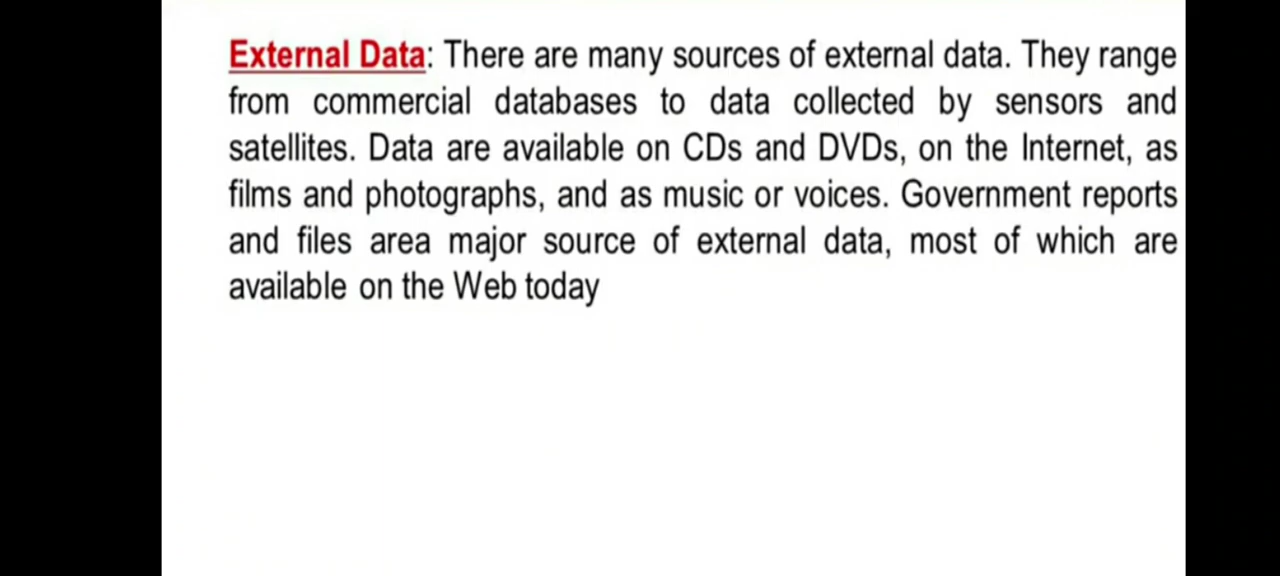 External Data: There are many sources of external data. They range
from commercial databases to data collected by sensors and
satellites. Data are available on CDs and DVDs, on the Internet, as
films and photographs, and as music or voices. Government reports
and files area major source of external data, most of which are
available on the Web today